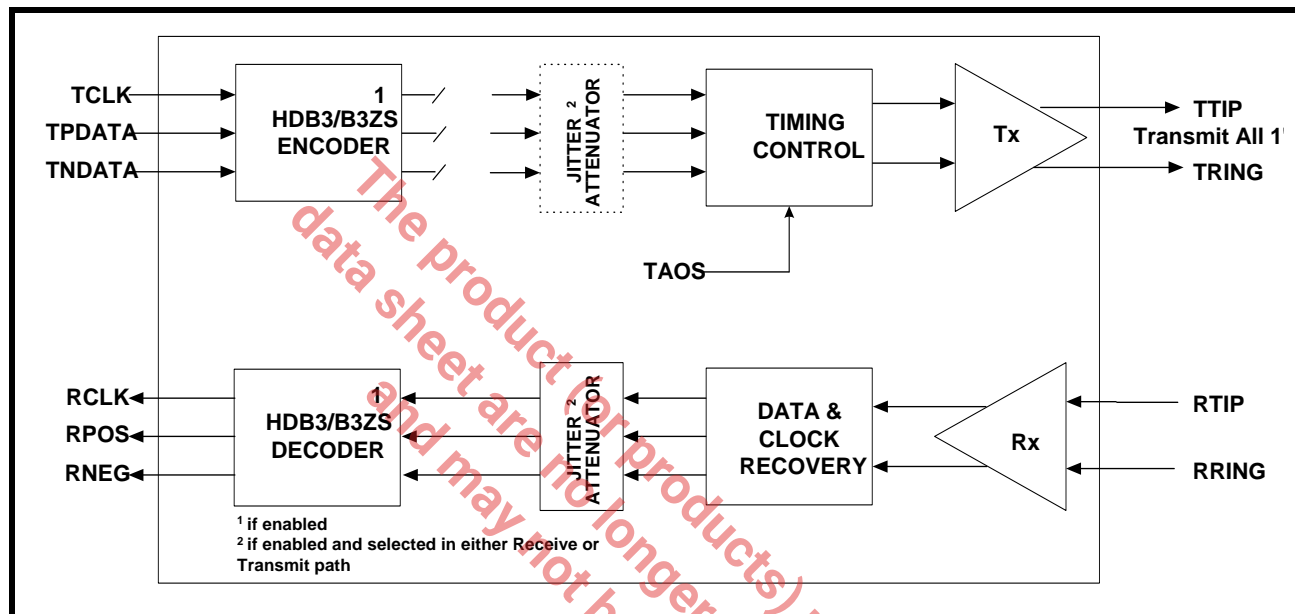 TCLK
TPDATA
TNDATA
1
HDB3/B3ZS
ENCODER
JITTER 2
ATTENUATOR
TIMING
CONTROL
Tx
TTIP
Transmit All 1'
TRING
TAOS
RCLK
RPOS
RNEG
1
HDB3/B3ZS
DECODER
JITTER 2
ATTENUATOR
DATA &
CLOCK
RECOVERY
Rx
RTIP
RRING
1 if enabled
2 if enabled and selected in either Receive or
Transmit path
The product (or products)
data sheet are no longer
and may not b